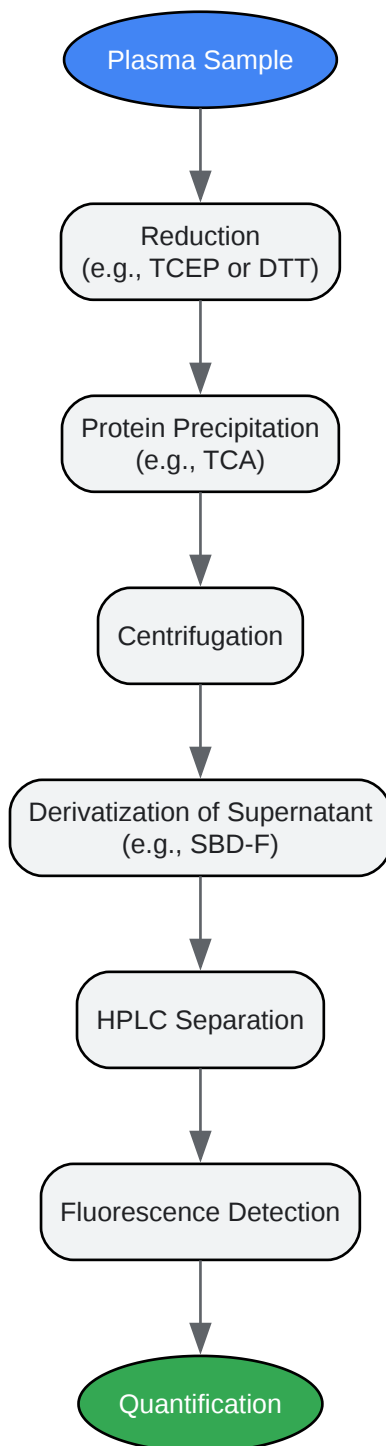 Plasma Sample
Reduction
(e.g., TCEP or DTT)
Protein Precipitation
(e.g., TCA)
Centrifugation
Derivatization of Supernatant
(e.g., SBD-F)
HPLC Separation
Fluorescence Detection
Quantification